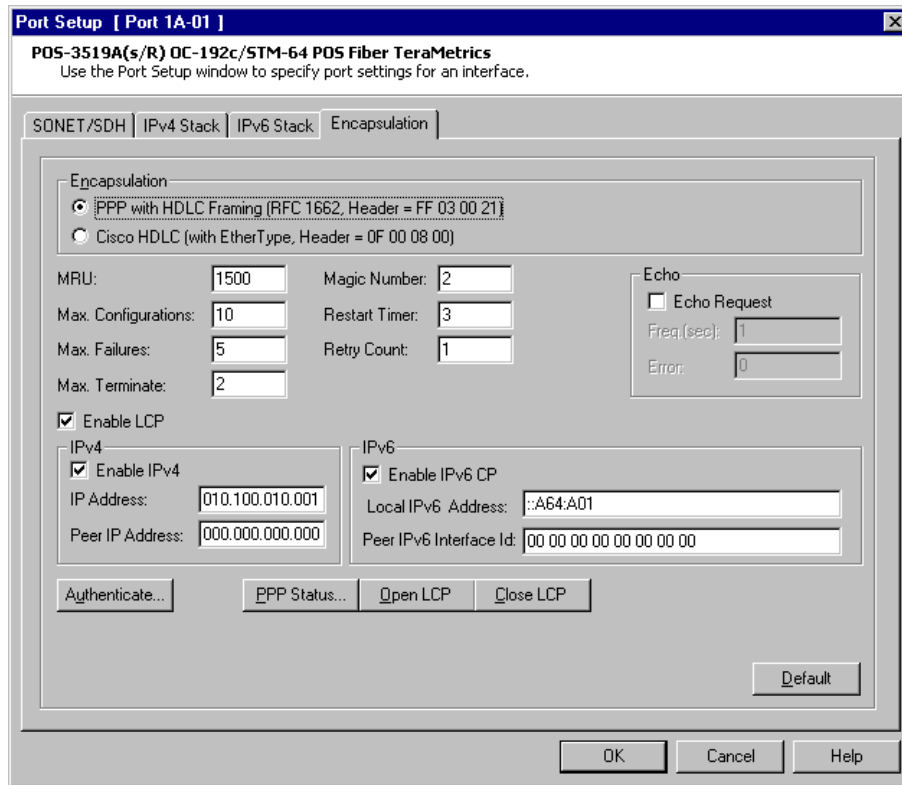 Port Setup [ Port 1A-01 ]
POS-3519A(s/R) OC-192c/STM-64 POS Fiber TeraMetrics
Use the Port Setup window to specify port settings for an interface.
SONET/SDH IPv4 Stack IPv6 Stack Encapsulation
Encapsulation
PPP with HDLC Framing (RFC 1662, Header = FF 03 00 21)
Cisco HDLC (with EtherType, Header = 0F 00 08 00)
MRU: 1500 Magic Number: 2
Max. Configurations: 10 Restart Timer: 3
Max. Failures: 5 Retry Count: 1
Max. Terminate: 2
Echo
Echo Request
Freq.(sec): 1
Error: 0
Enable LCP
IPv4
Enable IPv4
IP Address: 010.100.010.001
Peer IP Address: 000.000.000.000
IPv6
Enable IPv6 CP
Local IPv6 Address: ::A64:A01
Peer IPv6 Interface Id: 00 00 00 00 00 00 00 00
Authenticate... PPP Status... Open LCP Close LCP
Default
OK Cancel Help